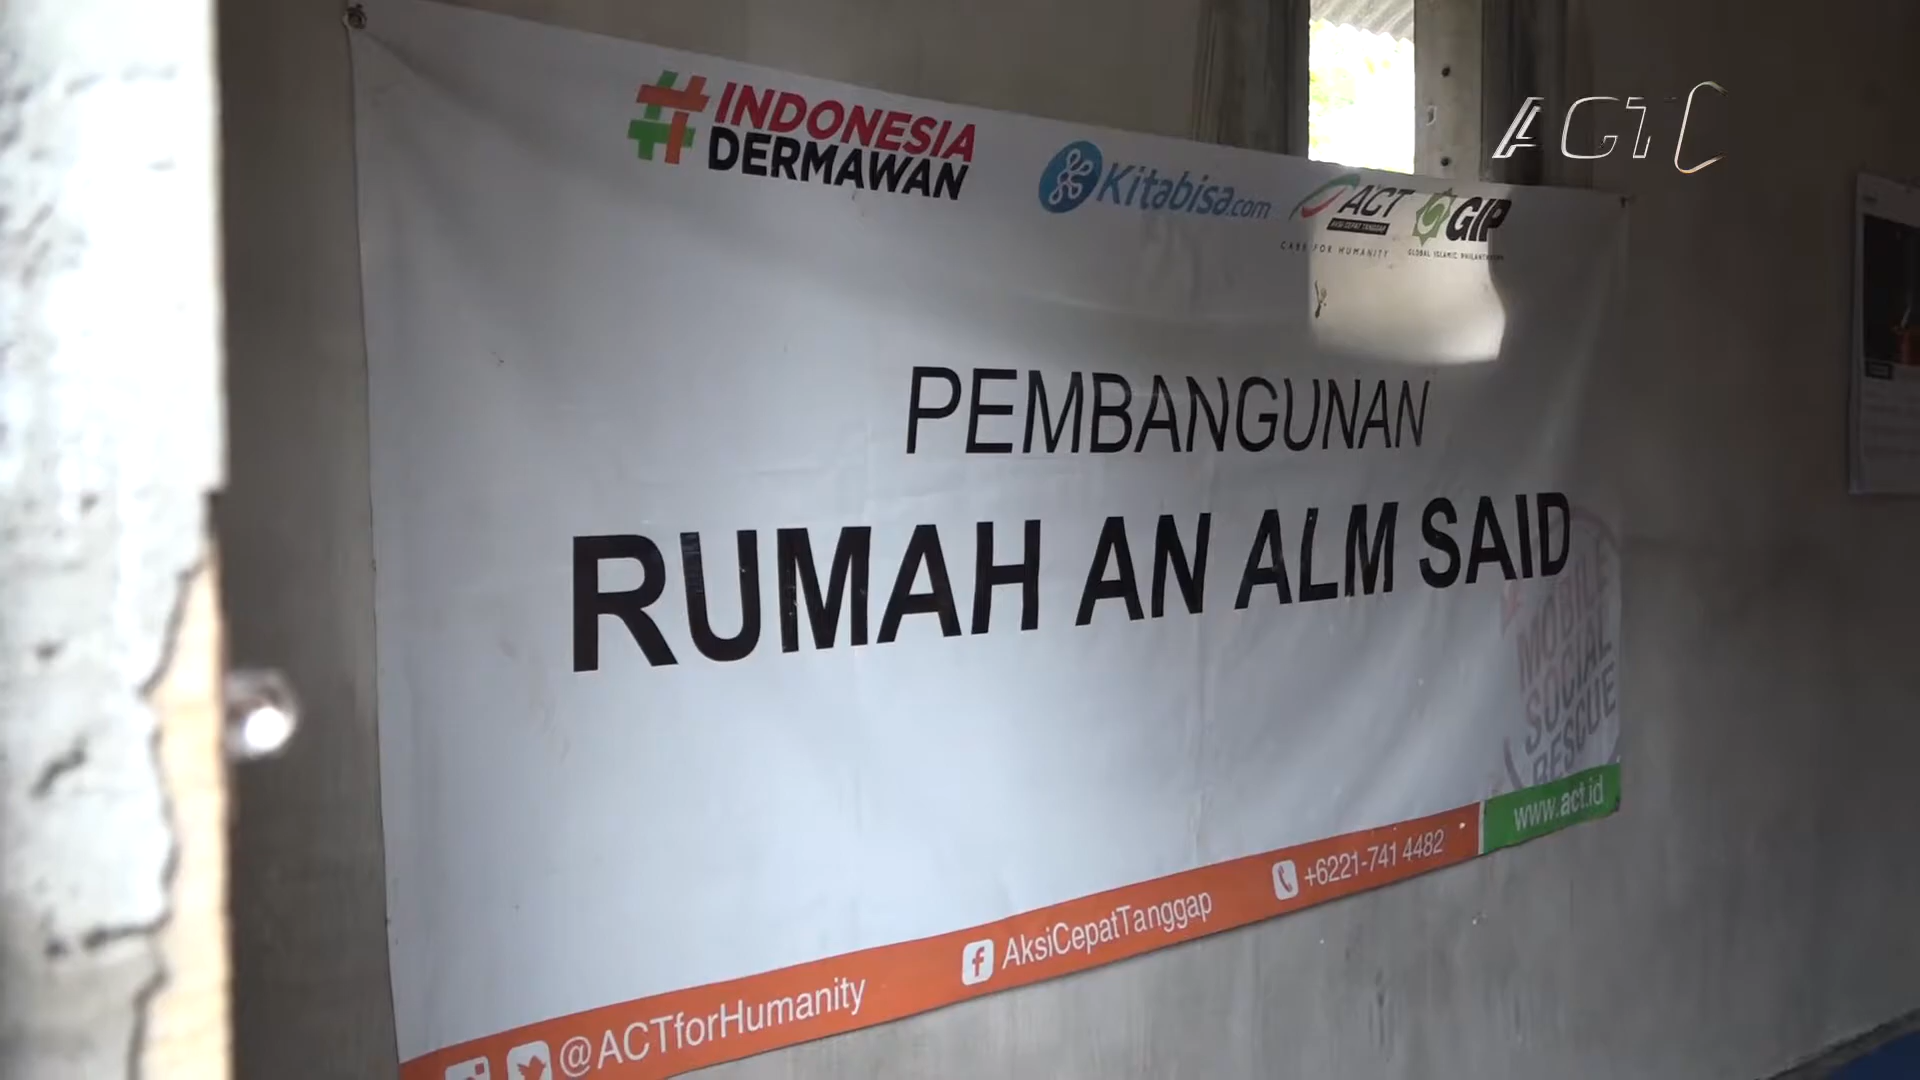 #INDONESIA
DERMAWAN
Kitabisa.com
ACT
AKSI CEPAT TANGGAP
CARE FOR HUMANITY
GIP
GLOBAL ISLAMIC PHILANTHROPY
ACT
PEMBANGUNAN
RUMAH AN ALM SAID
MOBILE
SOCIAL
RESCUE
www.act.id
+6221-741 4482
AksiCepatTanggap
@ACTforHumanity